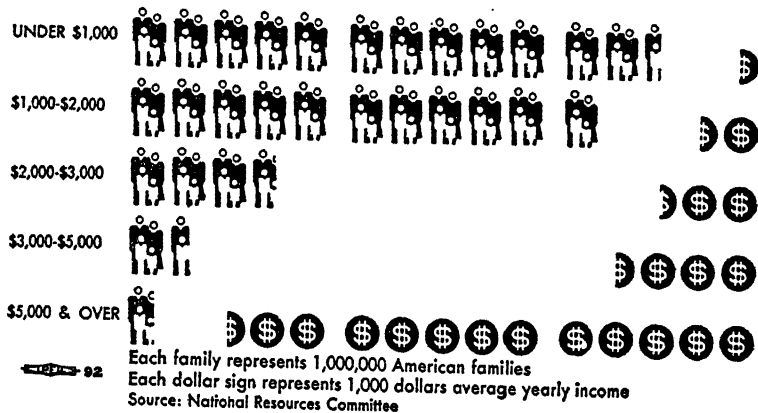 UNDER $1,000
$1,000-$2,000
$2,000-$3,000
$3,000-$5,000
$5,000 & OVER
92
Each family represents 1,000,000 American families
Each dollar sign represents 1,000 dollars average yearly income
Source: National Resources Committee